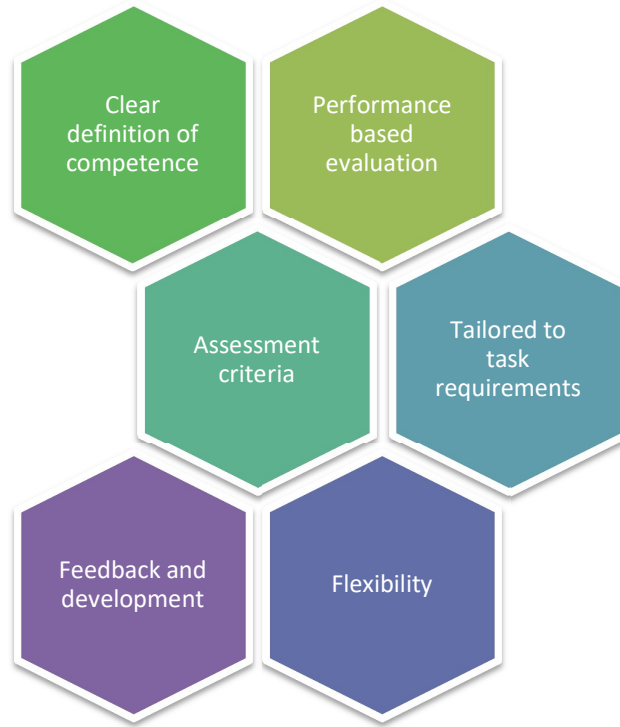 Clear
definition of
competence
Performance
based
evaluation
Assessment
criteria
Tailored to
task
requirements
Feedback and
development
Flexibility